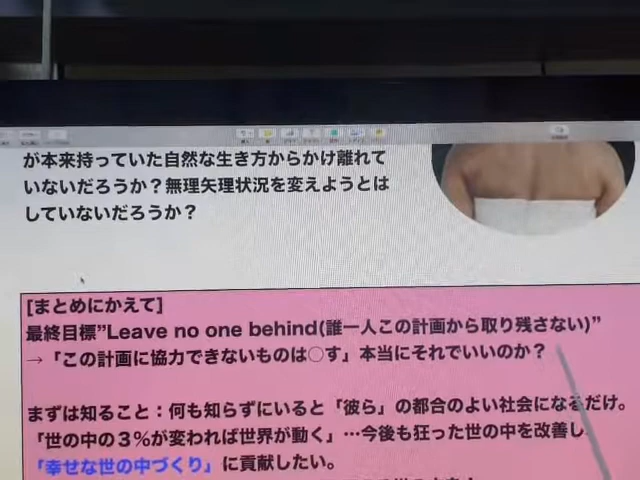 が本来持っていた自然な生き方からかけ離れて
いないだろうか？無理矢理状況を変えようとは
していないだろうか？
[まとめにかえて]
最終目標”Leave no one behind(誰一人この計画から取り残さない)”
→「この計画に協力できないものは○す」本当にそれでいいのか？
まずは知ること：何も知らずにいると「彼ら」の都合のよい社会になるだけ。
「世の中の３％が変われば世界が動く」…今後も狂った世の中を改善し
「幸せな世の中づくり」に貢献したい。